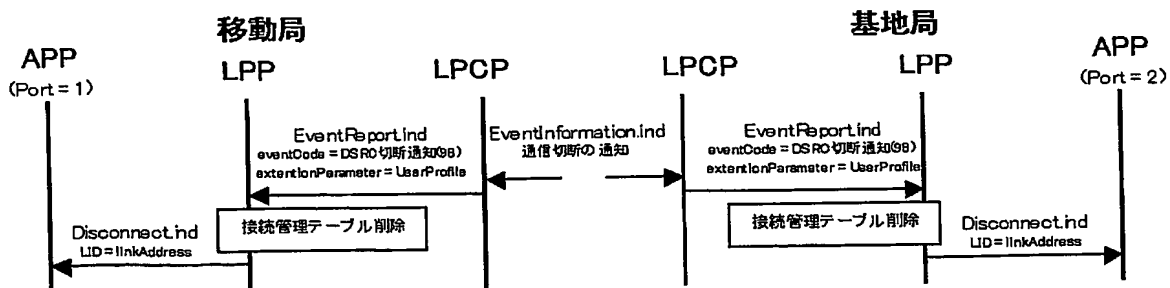 移動局
基地局
APP
(Port = 1)
LPP
LPCP
LPCP
LPP
APP
(Port = 2)
EventReport.ind
eventCode = DSRC切断通知(98)
extentionParameter = UserProfile
EventInformation.ind
通信切断の 通知
EventReport.ind
eventCode = DSRC切断通知(98)
extentionParameter = UserProfile
接続管理テーブル削除
接続管理テーブル削除
Disconnect.ind
LID = linkAddress
Disconnect.ind
LID = linkAddress